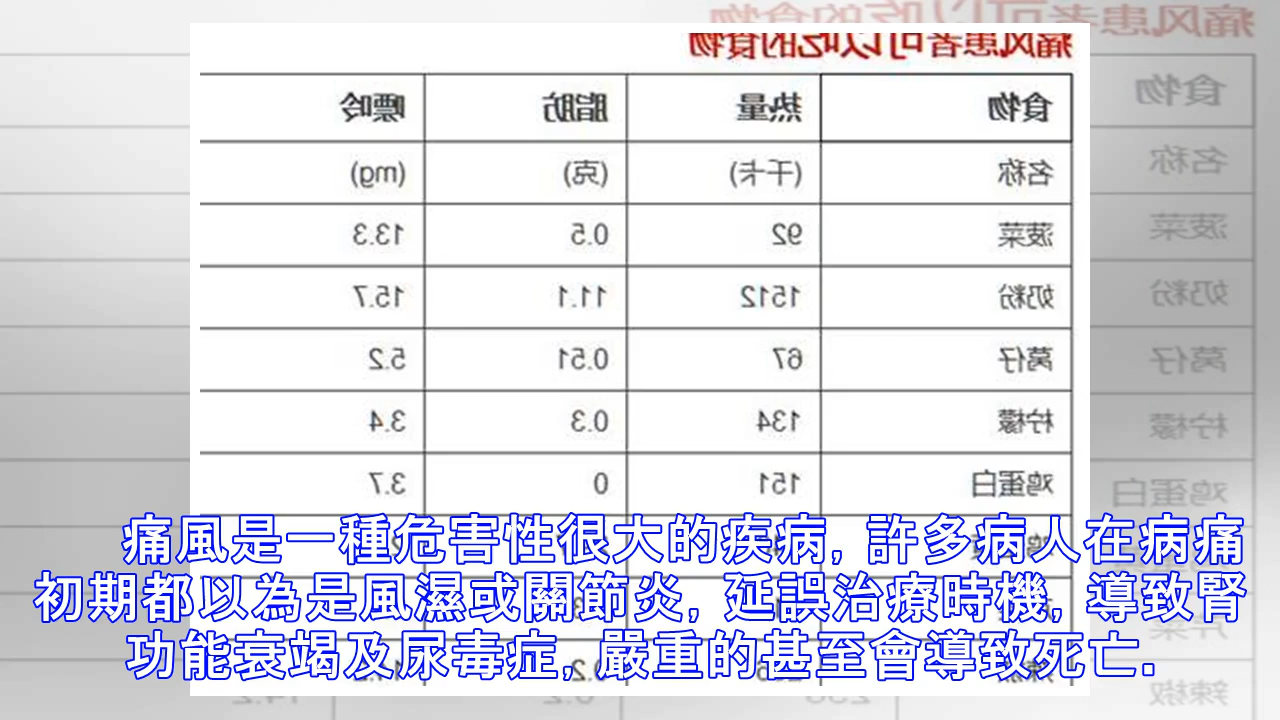 痛风患者可以吃的食物
食物 热量 脂肪 嘌呤
名称 (千卡) (克) (mg)
菠菜 92 0.5 13.3
奶粉 1512 11.1 15.7
蒿仔 67 0.51 5.2
柠檬 134 0.3 3.4
鸡蛋白 151 0 3.7
痛風是一種危害性很大的疾病, 許多病人在病痛
初期都以為是風濕或關節炎, 延誤治療時機, 導致腎
功能衰竭及尿毒症, 嚴重的甚至會導致死亡.